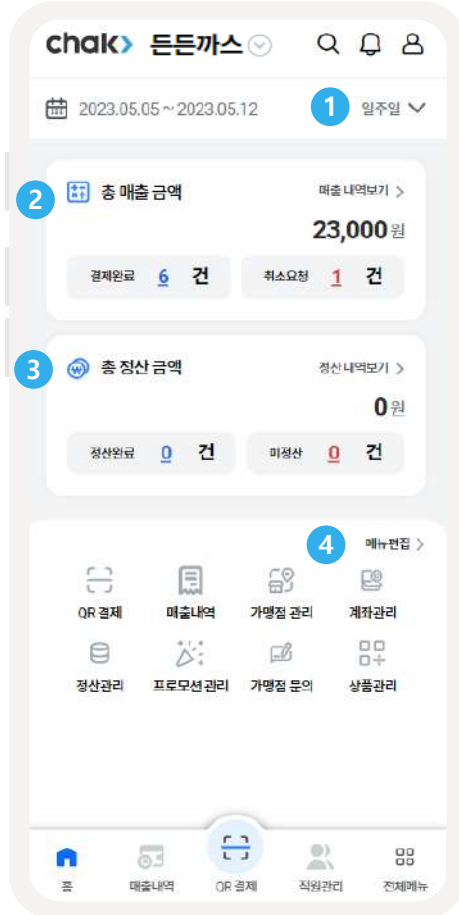 chak> 든든까스
2023.05.05 ~ 2023.05.12 1 일주일
2 총 매출 금액 매출 내역보기 >
23,000 원
결제완료 6 건 취소요청 1 건
3 총 정산 금액 정산 내역보기 >
0 원
정산완료 0 건 미정산 0 건
4 메뉴편집 >
QR 결제 매출내역 가맹점 관리 계좌관리
정산관리 프로모션 관리 가맹점 문의 상품관리
홈 매출내역 QR 결제 직원관리 전체메뉴